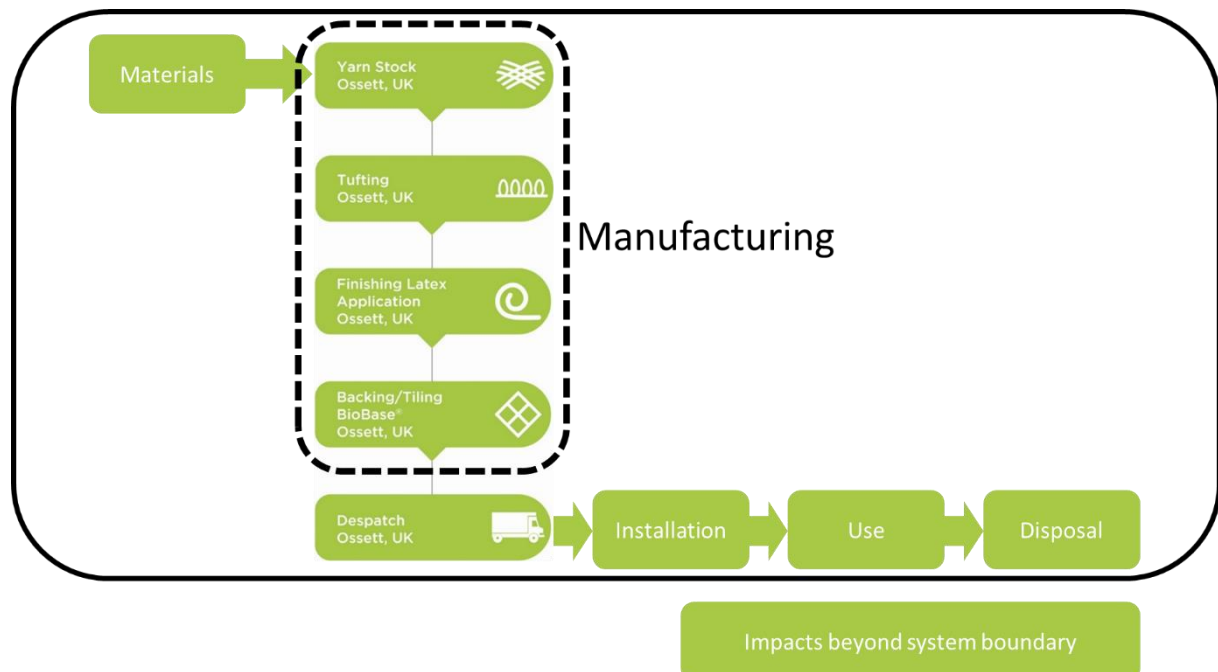 Materials
Yarn Stock
Ossett, UK
Tufting
Ossett, UK
Manufacturing
Finishing Latex
Application
Ossett, UK
Backing/Tiling
BioBase®
Ossett, UK
Despatch
Ossett, UK
Installation
Use
Disposal
Impacts beyond system boundary